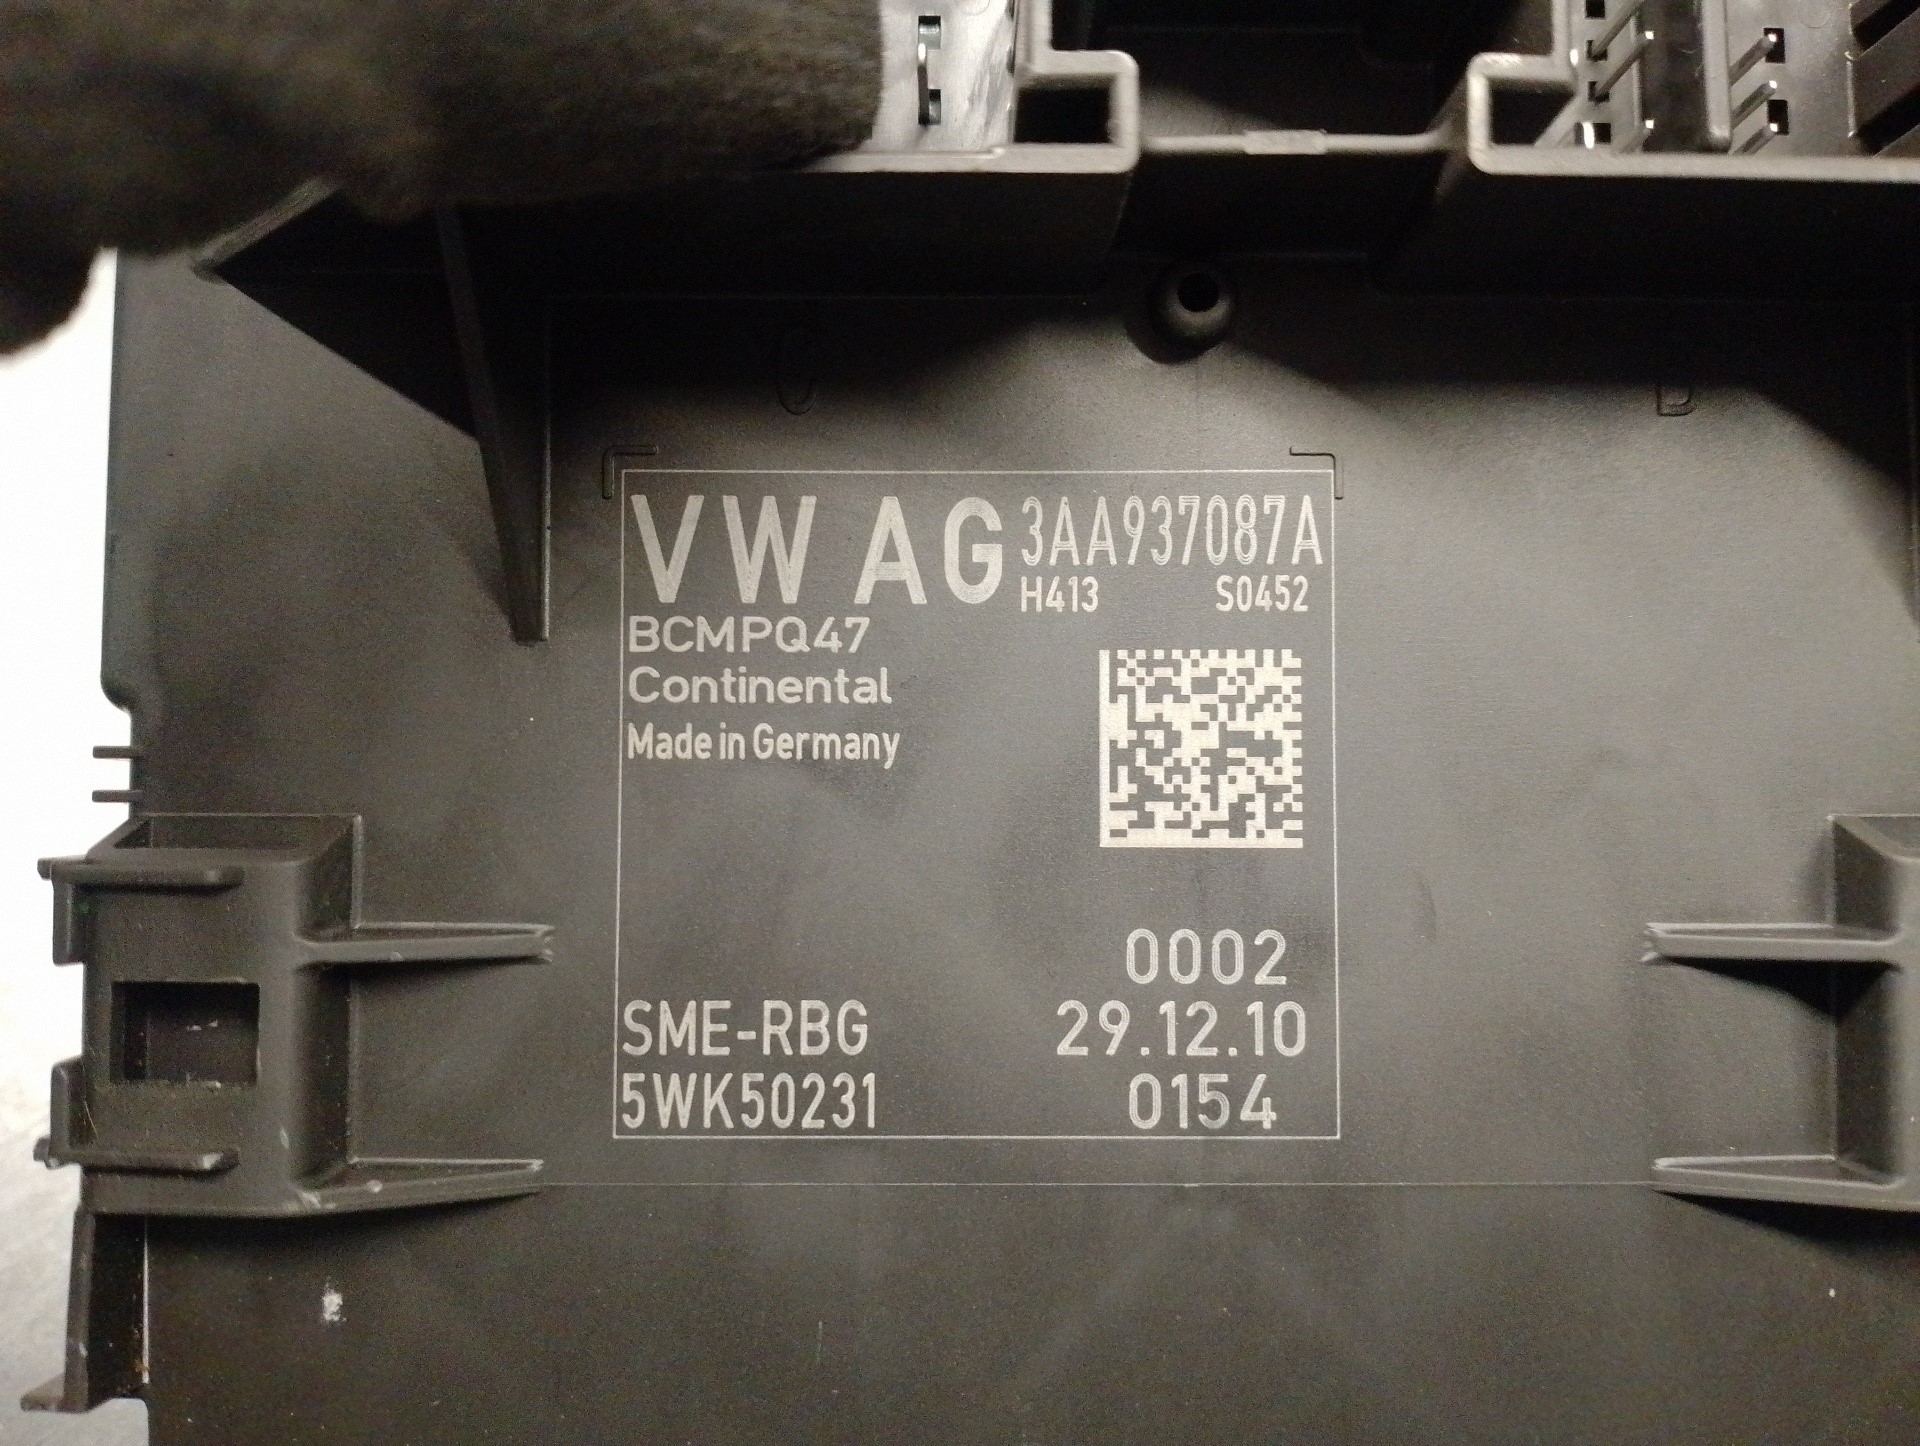 C
D
VW AG 3AA937087A
H413 S0452
BCMPQ47
Continental
Made in Germany
0002
SME-RBG 29.12.10
5WK50231 0154